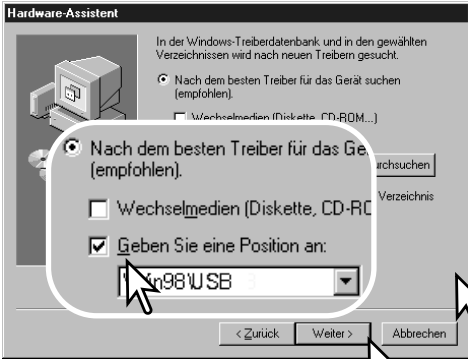 Hardware-Assistent
In der Windows-Treiberdatenbank und in den gewählten
Verzeichnissen wird nach neuen Treibern gesucht.
Nach dem besten Treiber für das Gerät suchen
(empfohlen).
Wechselmedien (Diskette, CD-ROM...)
Nach dem besten Treiber für das Ge
(empfohlen).
urchsuchen
Wechselmedien (Diskette, CD-RO
Verzeichnis
Geben Sie eine Position an:
\Win98\USB
< Zurück
Weiter >
Abbrechen